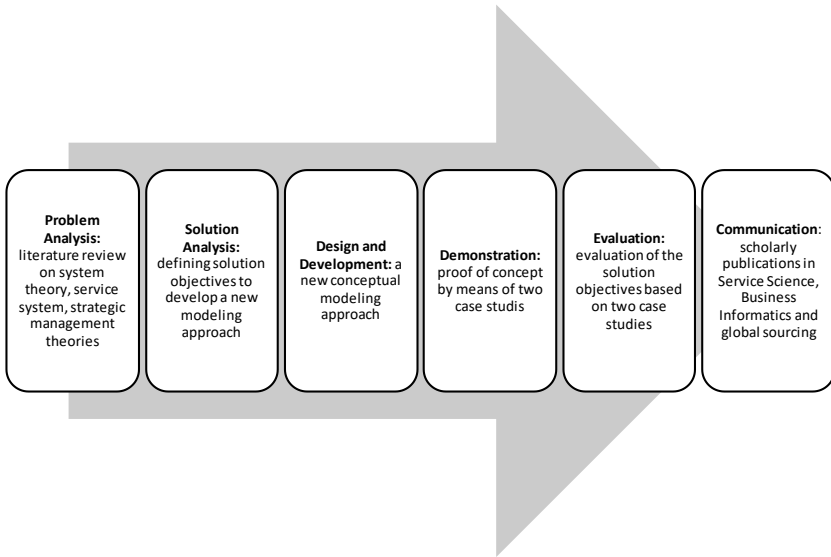 Problem
Analysis:
literature review
on system
theory, service
system, strategic
management
theories
Solution
Analysis:
defining solution
objectives to
develop a new
modeling
approach
Design and
Development: a
new conceptual
modeling
approach
Demonstration:
proof of concept
by means of two
case studis
Evaluation:
evaluation of the
solution
objectives based
on two case
studies
Communication:
scholarly
publications in
Service Science,
Business
Informatics and
global sourcing